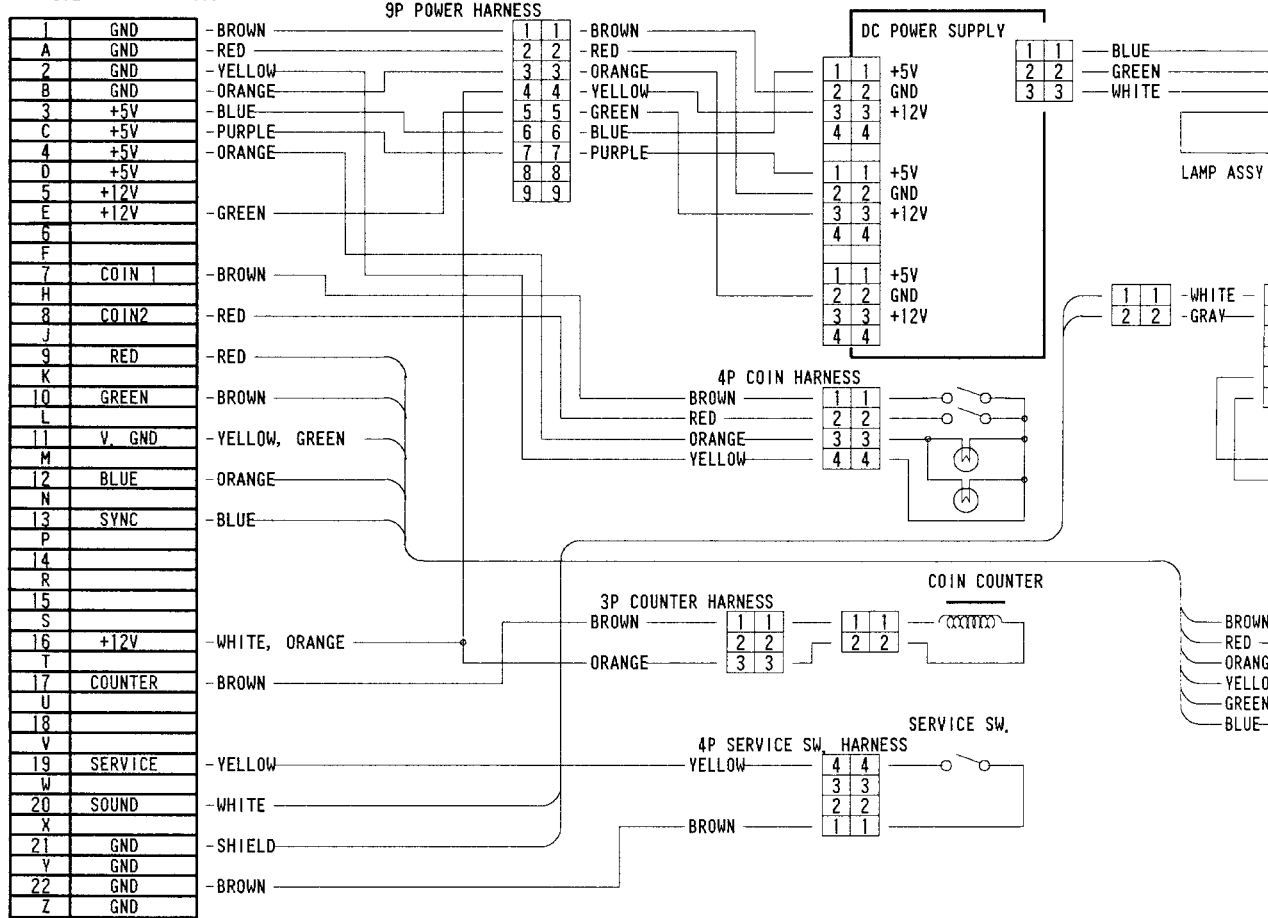 9P POWER HARNESS
1 GND -BROWN
A GND -RED
2 GND -YELLOW
B GND -ORANGE
3 +5V -BLUE
C +5V -PURPLE
4 +5V -ORANGE
D +5V
5 +12V
E +12V -GREEN
6
F
7 COIN 1 -BROWN
H
8 COIN2 -RED
J
9 RED -RED
K
10 GREEN -BROWN
L
11 V. GND -YELLOW, GREEN
M
12 BLUE -ORANGE
N
13 SYNC -BLUE
P
14
R
15
S
16 +12V -WHITE, ORANGE
T
17 COUNTER -BROWN
U
18
V
19 SERVICE -YELLOW
W
20 SOUND -WHITE
X
21 GND -SHIELD
Y GND
22 GND -BROWN
Z GND
1 1 -BROWN
2 2 -RED
3 3 -ORANGE
4 4 -YELLOW
5 5 -GREEN
6 6 -BLUE
7 7 -PURPLE
8 8
9 9
DC POWER SUPPLY
1 1 +5V
2 2 GND
3 3 +12V
4 4
1 1 +5V
2 2 GND
3 3 +12V
4 4
1 1 +5V
2 2 GND
3 3 +12V
4 4
1 1 BLUE
2 2 GREEN
3 3 WHITE
LAMP ASSY
1 1 -WHITE
2 2 -GRAY
4P COIN HARNESS
BROWN 1 1
RED 2 2
ORANGE 3 3
YELLOW 4 4
COIN COUNTER
3P COUNTER HARNESS
BROWN 1 1 1 1
2 2 2 2
ORANGE 3 3
BROWN
RED
ORANG
YELLO
GREEN
BLUE
SERVICE SW.
4P SERVICE SW. HARNESS
YELLOW 4 4
3 3
2 2
BROWN 1 1